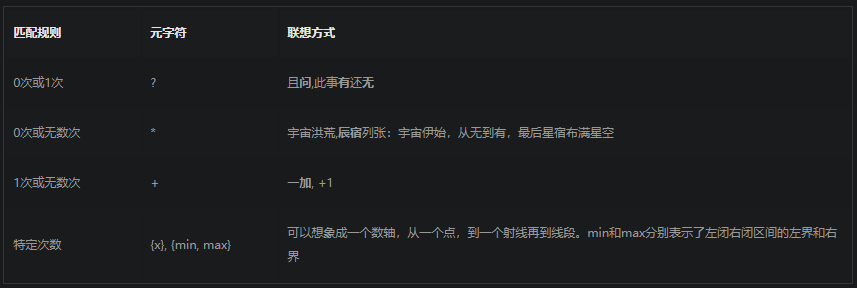 匹配规则 元字符 联想方式
0次或1次 ? 且问,此事有还无
0次或无数次 * 宇宙洪荒,辰宿列张：宇宙伊始，从无到有，最后星宿布满星空
1次或无数次 + 一加, +1
特定次数 {x}, {min, max} 可以想象成一个数轴，从一个点，到一个射线再到线段。min和max分别表示了左闭右闭区间的左界和右
界